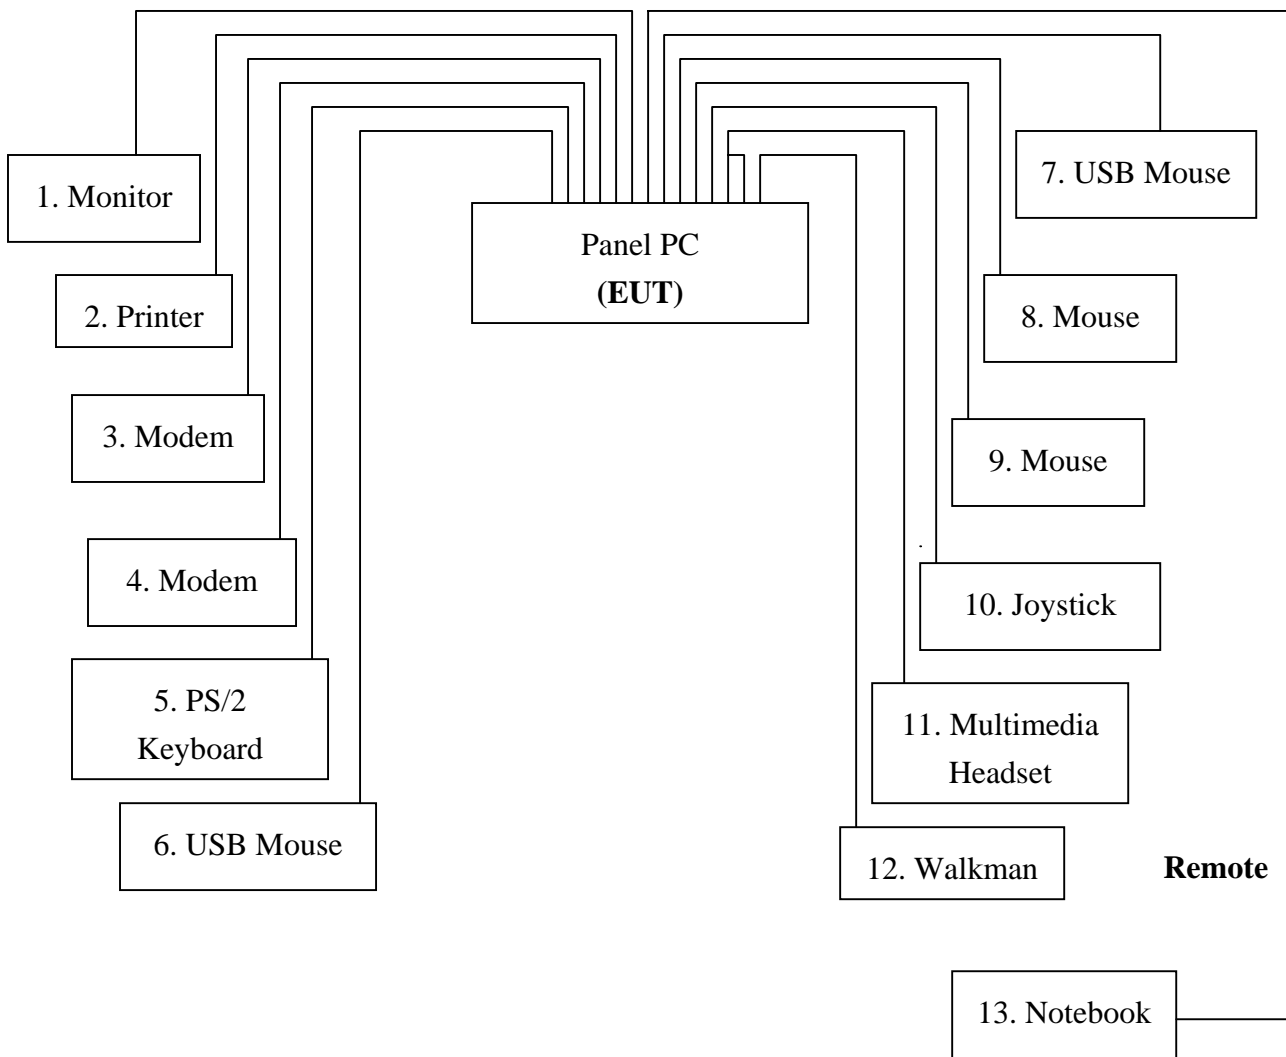 1. Monitor
2. Printer
3. Modem
4. Modem
5. PS/2
Keyboard
6. USB Mouse
Panel PC
(EUT)
7. USB Mouse
8. Mouse
9. Mouse
10. Joystick
11. Multimedia
Headset
12. Walkman
Remote
13. Notebook